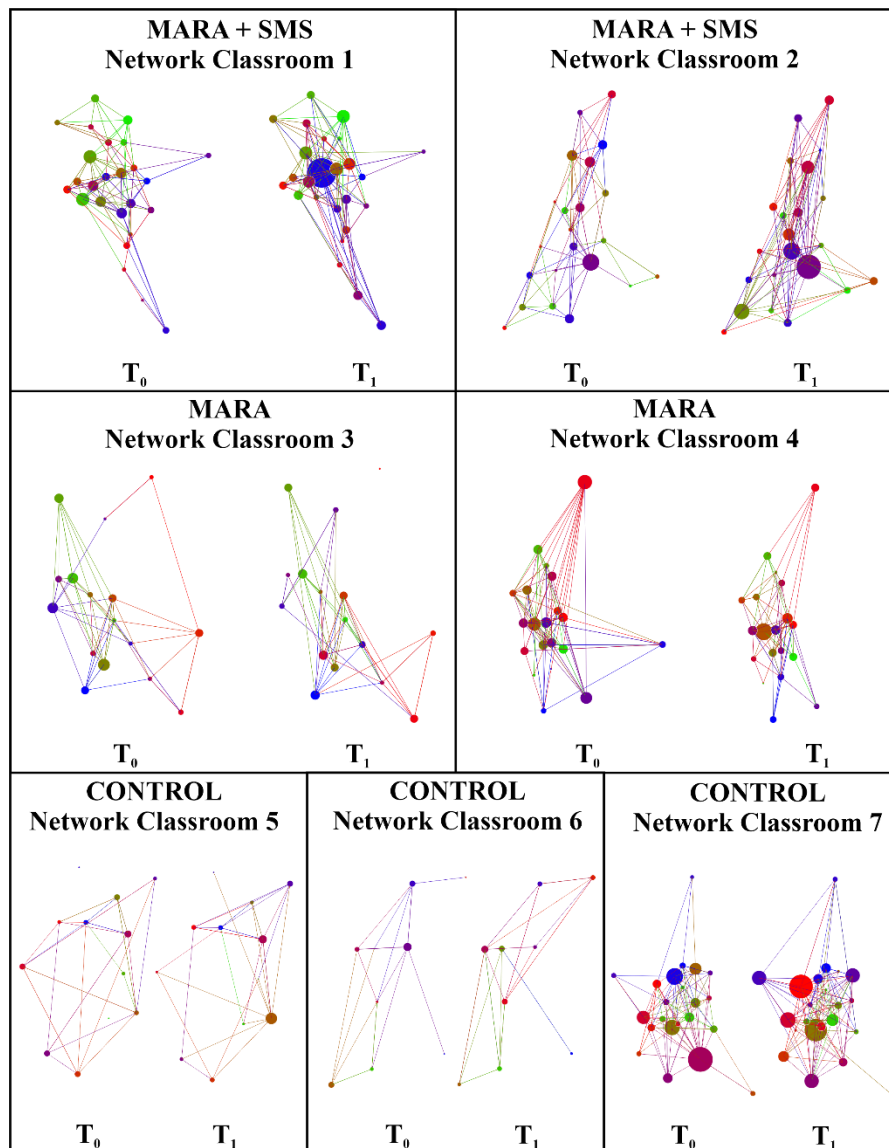 MARA + SMS
Network Classroom 1
T₀
T₁
MARA + SMS
Network Classroom 2
T₀
T₁
MARA
Network Classroom 3
T₀
T₁
MARA
Network Classroom 4
T₀
T₁
CONTROL
Network Classroom 5
T₀
T₁
CONTROL
Network Classroom 6
T₀
T₁
CONTROL
Network Classroom 7
T₀
T₁